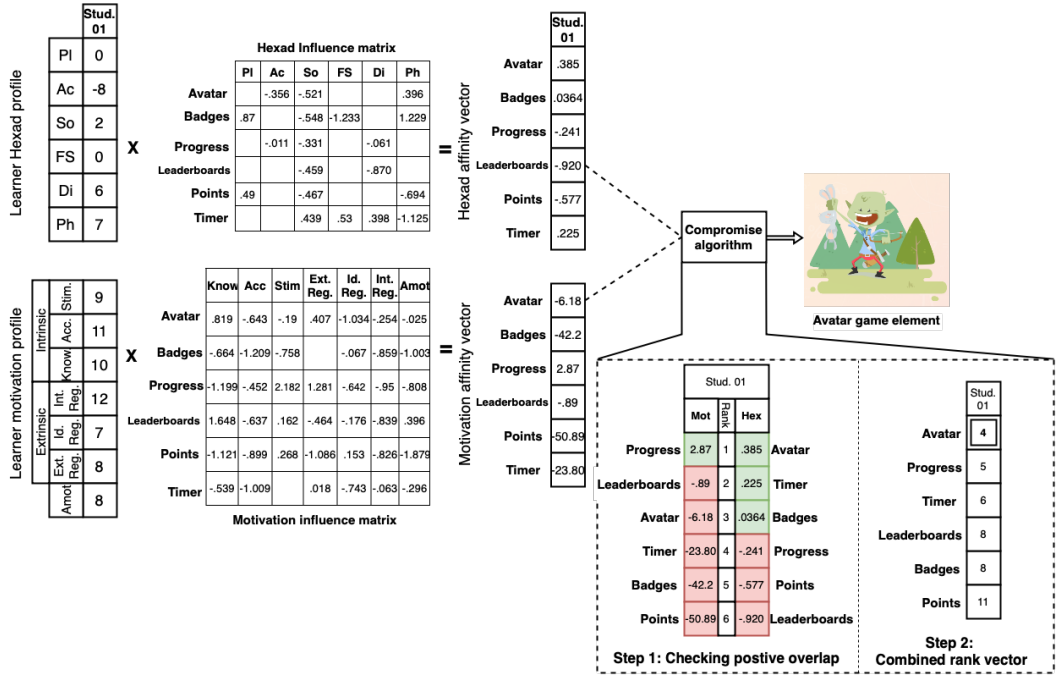 Stud.
01
Learner Hexad profile
Pl 0
Ac -8
So 2
FS 0
Di 6
Ph 7
X
Hexad Influence matrix
Pl Ac So FS Di Ph
Avatar -.356 -.521 .396
Badges .87 -.548 -1.233 1.229
Progress -.011 -.331 -.061
Leaderboards -.459 -.870
Points .49 -.467 -.694
Timer .439 .53 .398 -1.125
=
Hexad affinity vector
Stud.
01
Avatar .385
Badges .0364
Progress -.241
Leaderboards -.920
Points -.577
Timer .225
Learner motivation profile
Intrinsic
Stim. 9
Acc. 11
Know. 10
Extrinsic
Int. Reg. 12
Id. Reg. 7
Ext. Reg. 8
Amot 8
X
Know Acc Stim Ext. Reg. Id. Reg. Int. Reg. Amot
Avatar .819 -.643 -.19 .407 -1.034 -.254 -.025
Badges -.664 -1.209 -.758 -.067 -.859 -1.003
Progress -1.199 -.452 2.182 1.281 -.642 -.95 -.808
Leaderboards 1.648 -.637 .162 -.464 -.176 -.839 .396
Points -1.121 -.899 .268 -1.086 .153 -.826 -1.879
Timer -.539 -1.009 .018 -.743 -.063 -.296
Motivation influence matrix
=
Motivation affinity vector
Avatar -6.18
Badges -42.2
Progress 2.87
Leaderboards -.89
Points -50.89
Timer -23.80
Compromise
algorithm
Avatar game element
Stud. 01
Mot Rank Hex
Progress 2.87 1 .385 Avatar
Leaderboards -.89 2 .225 Timer
Avatar -6.18 3 .0364 Badges
Timer -23.80 4 -.241 Progress
Badges -42.2 5 -.577 Points
Points -50.89 6 -.920 Leaderboards
Step 1: Checking postive overlap
Stud.
01
Avatar 4
Progress 5
Timer 6
Leaderboards 8
Badges 8
Points 11
Step 2:
Combined rank vector